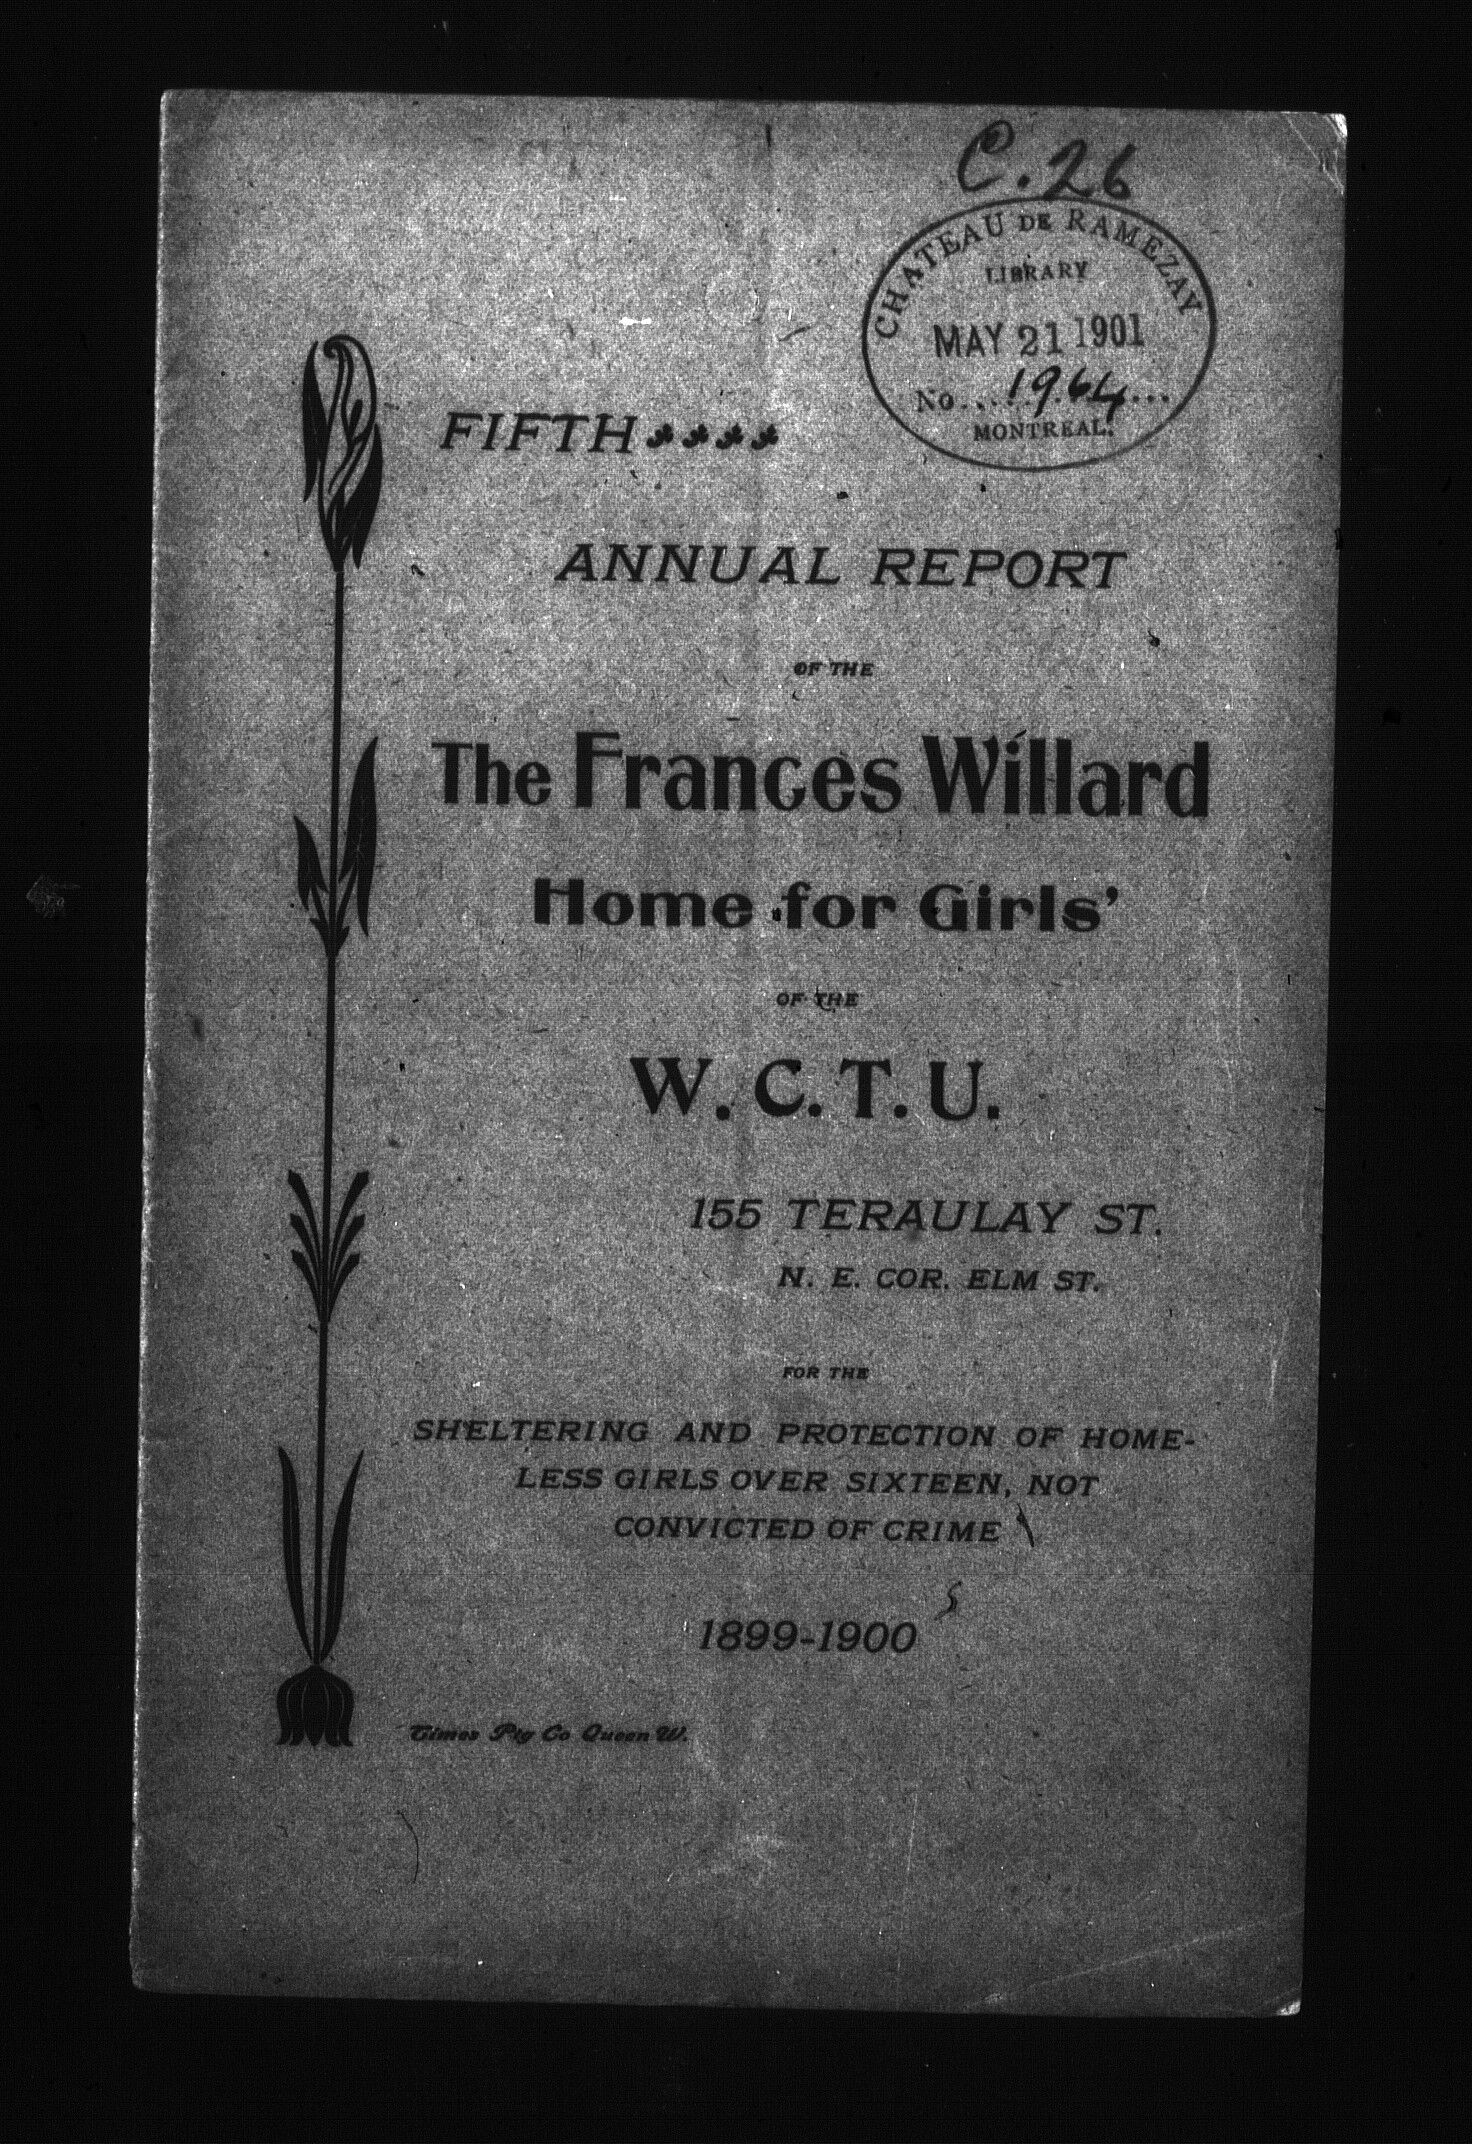 C. 26
CHATEAU DE RAMEZAY
LIBRARY
MAY 21 1901
No....1964...
MONTREAL.
FIFTH
ANNUAL REPORT
OF THE
The Frances Willard
Home for Girls'
OF THE
W. C. T. U.
155 TERAULAY ST.
N. E. COR. ELM ST.
FOR THE
SHELTERING AND PROTECTION OF HOME-
LESS GIRLS OVER SIXTEEN, NOT
CONVICTED OF CRIME
1899-1900
Times Ptg Co Queen W.